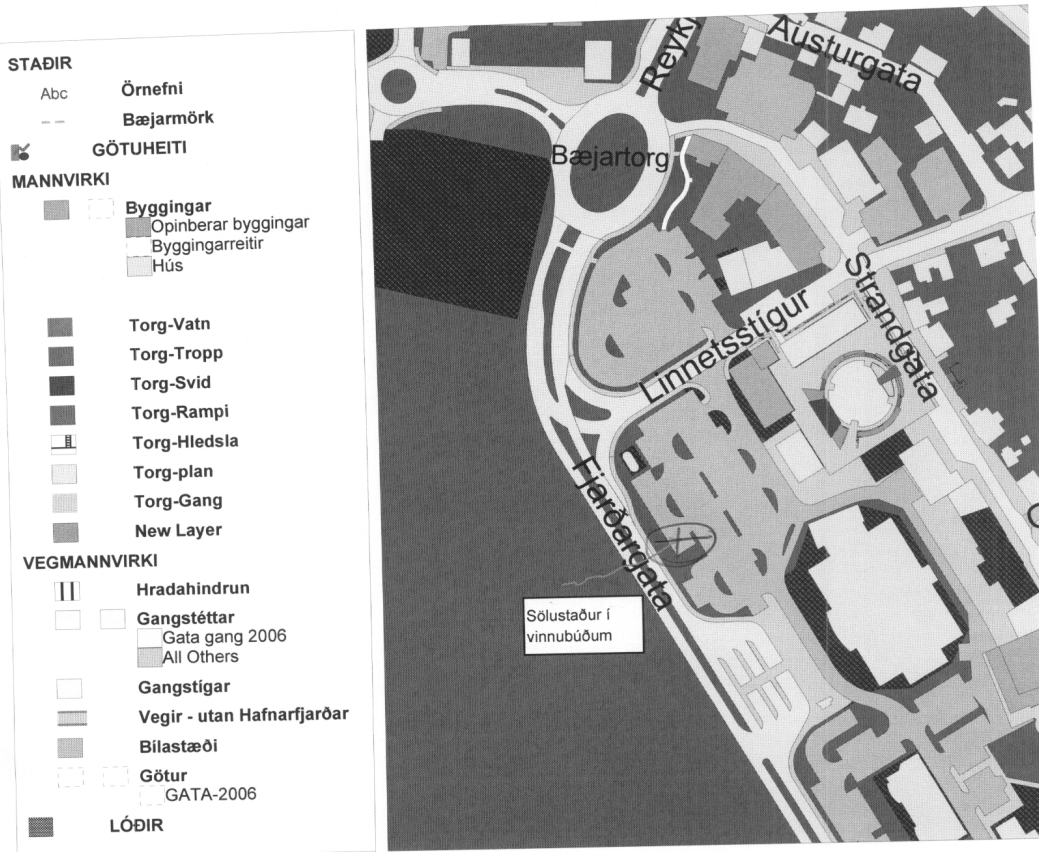 STAÐIR
Abc Örnefni
Bæjarmörk
GÖTUHEITI
MANNVIRKI
Byggingar
Opinberar byggingar
Byggingarreitir
Hús
Torg-Vatn
Torg-Tropp
Torg-Svid
Torg-Rampi
Torg-Hledsla
Torg-plan
Torg-Gang
New Layer
VEGMANNVIRKI
Hradahindrun
Gangstéttar
Gata gang 2006
All Others
Gangstígar
Vegir - utan Hafnarfjarðar
Bílastæði
Götur
GATA-2006
LÓÐIR
Reykj
Austurgata
Bæjartorg
Strandgata
Linnetsstígur
Fjarðargata
Sölustaður í
vinnubúðum